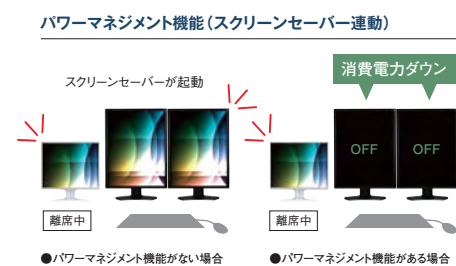 パワーマネジメント機能（スクリーンセーバー連動）
スクリーンセーバーが起動
消費電力ダウン
OFF
OFF
離席中
離席中
●パワーマネジメント機能がない場合
●パワーマネジメント機能がある場合